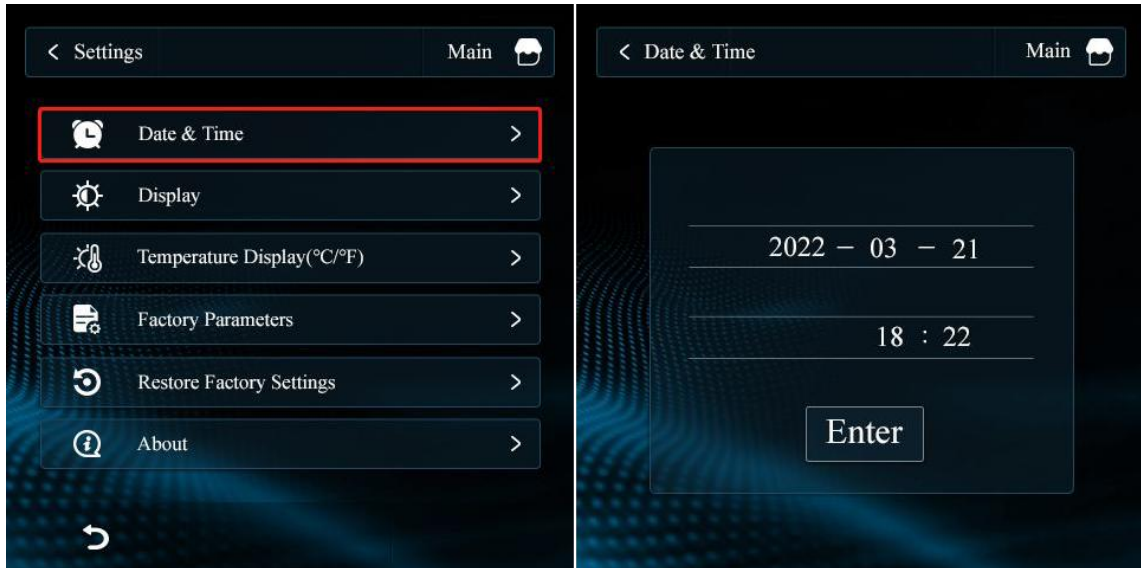 Settings Main
Date & Time
Display
Temperature Display(°C/°F)
Factory Parameters
Restore Factory Settings
About
Date & Time Main
2022 – 03 – 21
18 : 22
Enter